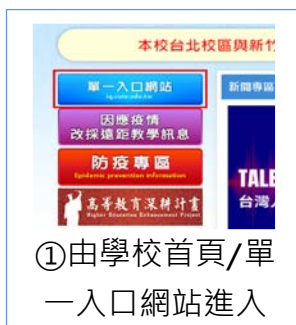 本校台北校區與新竹
單一入口網站
新聞專區
因應疫情
改採遠距教學訊息
防疫專區
Epidemic prevention information
TALE
高等教育深耕計畫
Higher Education Enhancement Project
台灣人
①由學校首頁/單
一入口網站進入